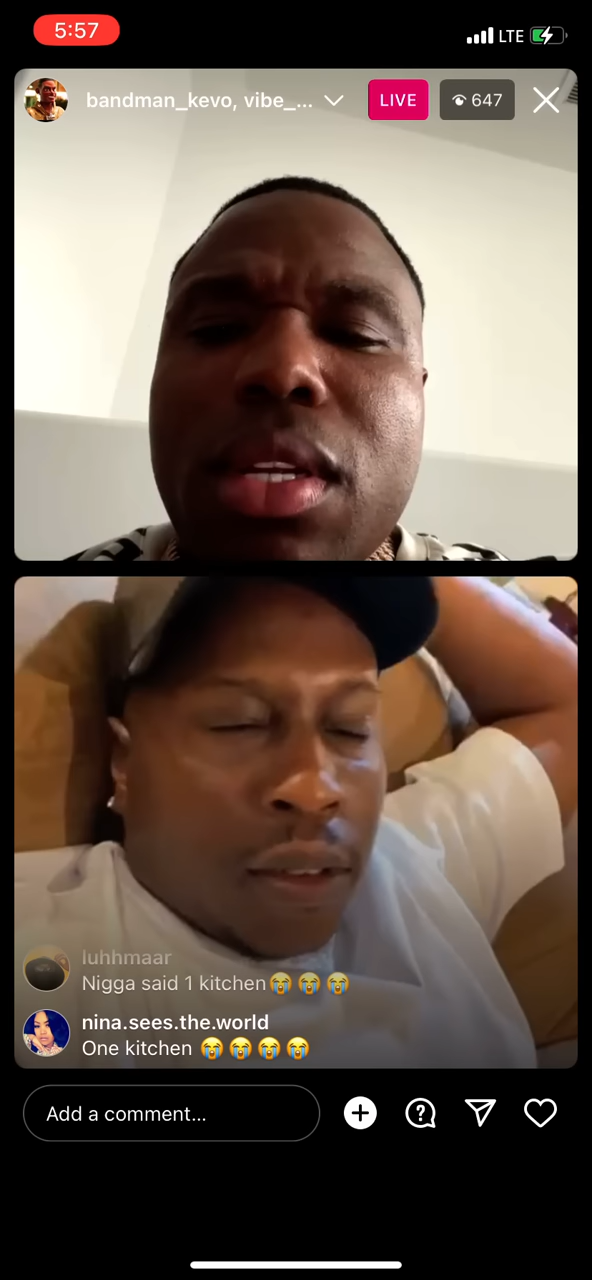 5:57
LTE
bandman_kevo, vibe_...
LIVE
647
luhhmaar
Nigga said 1 kitchen😭😭😭
nina.sees.the.world
One kitchen 😭😭😭😭
Add a comment...